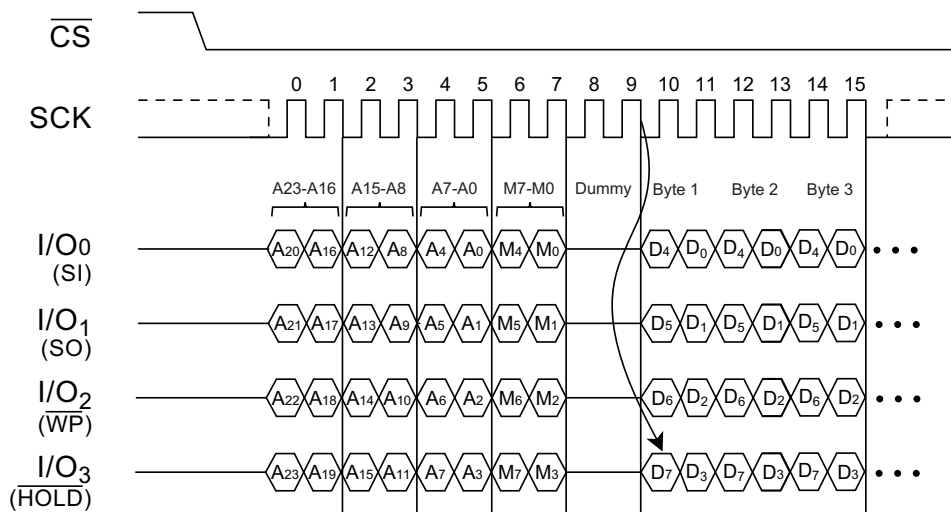 CS
0 1 2 3 4 5 6 7 8 9 10 11 12 13 14 15
SCK
A23-A16 A15-A8 A7-A0 M7-M0 Dummy Byte 1 Byte 2 Byte 3
I/O0 A20 A16 A12 A8 A4 A0 M4 M0 D4 D0 D4 D0 D4 D0 • • •
(SI)
I/O1 A21 A17 A13 A9 A5 A1 M5 M1 D5 D1 D5 D1 D5 D1 • • •
(SO)
I/O2 A22 A18 A14 A10 A6 A2 M6 M2 D6 D2 D6 D2 D6 D2 • • •
(WP)
I/O3 A23 A19 A15 A11 A7 A3 M7 M3 D7 D3 D7 D3 D7 D3 • • •
(HOLD)